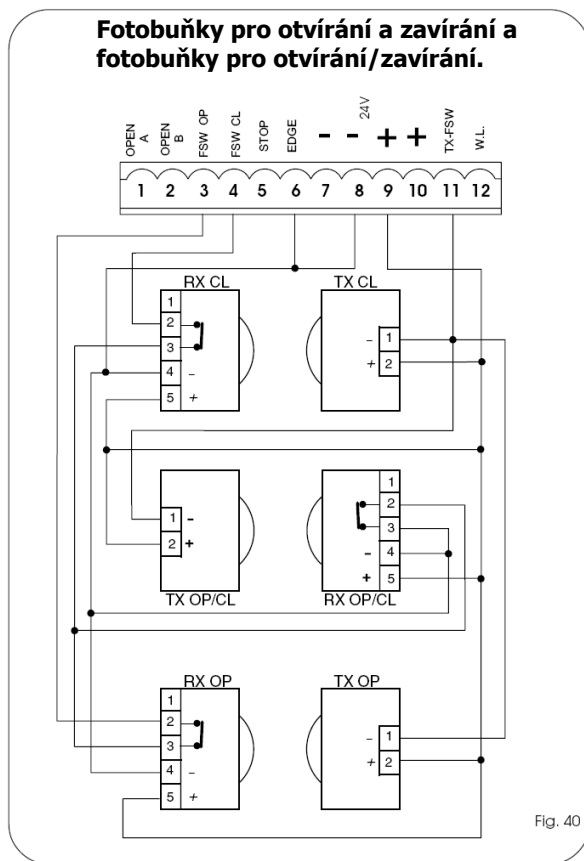 Fotobuňky pro otvírání a zavírání a
fotobuňky pro otvírání/zavírání.
OPEN A
OPEN B
FSW OP
FSW CL
STOP
EDGE
-
- 24V
+
+
TX-FSW
W.L.
1 2 3 4 5 6 7 8 9 10 11 12
RX CL
1
2
3
4 -
5 +
TX CL
- 1
+ 2
1 -
2 +
TX OP/CL
1
2
3
- 4
+ 5
RX OP/CL
RX OP
1
2
3
4 -
5 +
TX OP
- 1
+ 2
Fig. 40